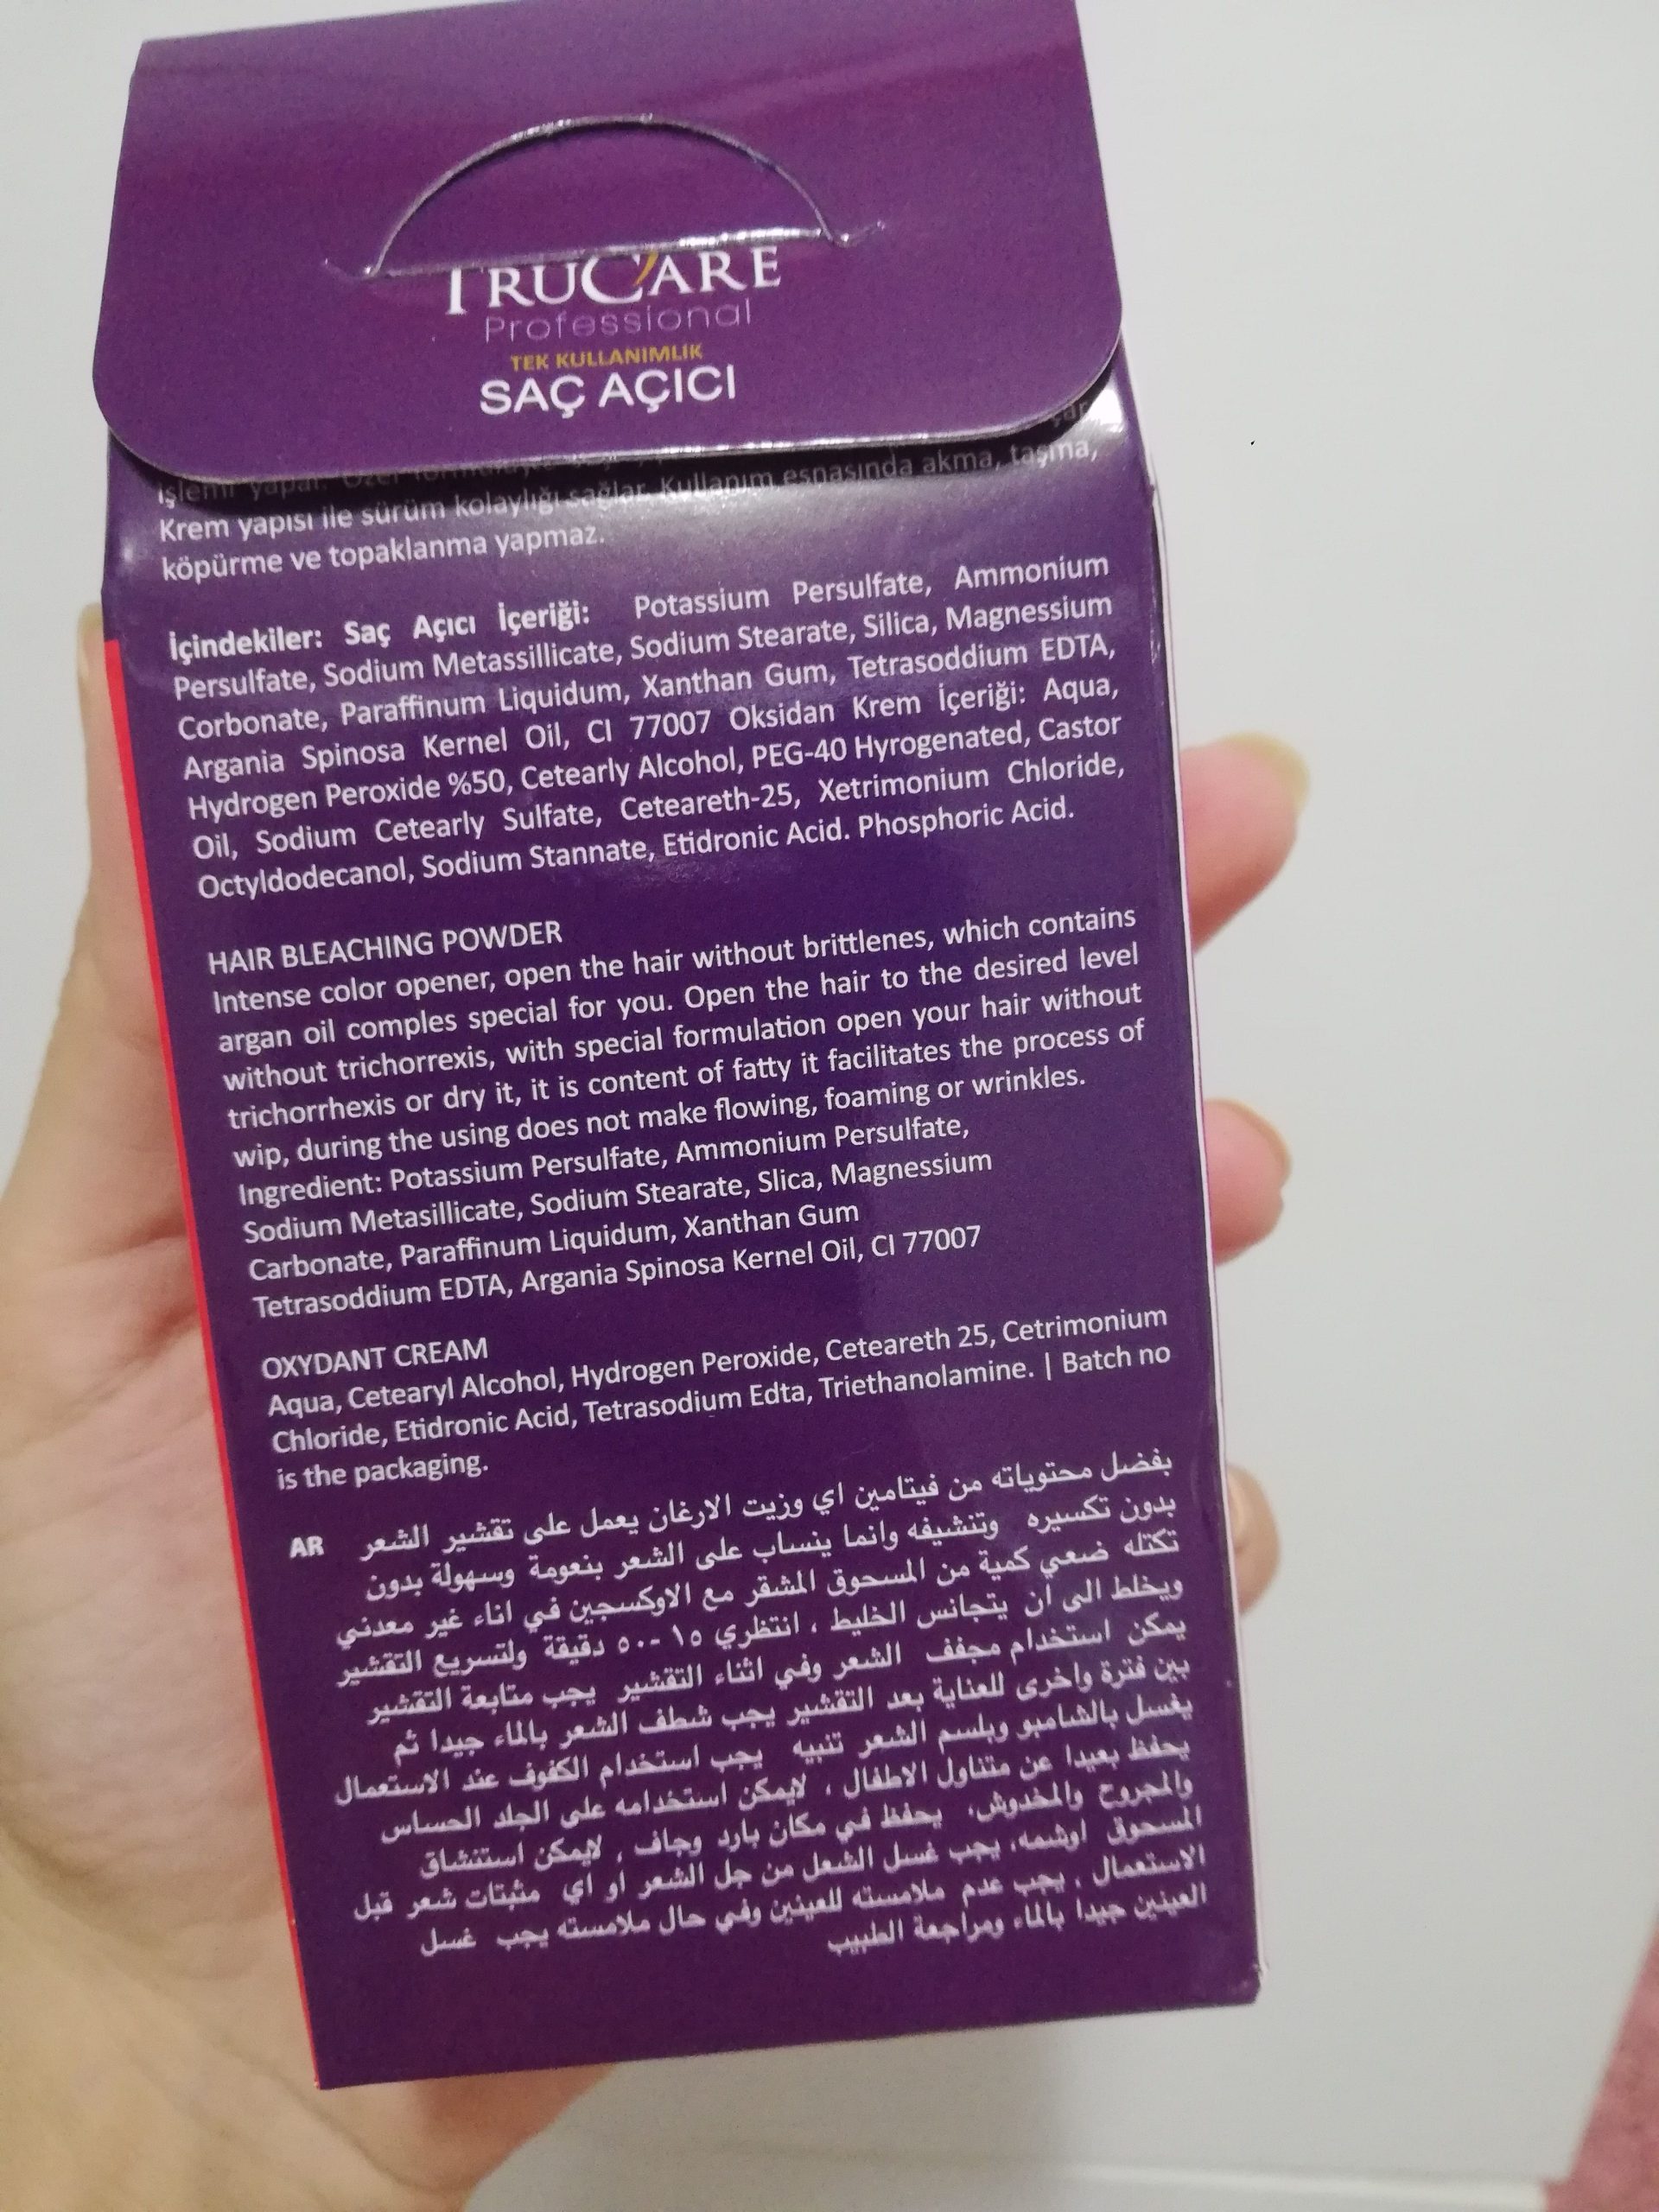 TRUCARE
Professional
TEK KULLANIMLIK
SAÇ AÇICI
işlemi yapar. Özel
Krem yapısı ile sürüm kolaylığı sağlar. Kullanım esnasında akma, taşma,
köpürme ve topaklanma yapmaz.
İçindekiler: Saç Açıcı İçeriği: Potassium Persulfate, Ammonium
Persulfate, Sodium Metassillicate, Sodium Stearate, Silica, Magnessium
Corbonate, Paraffinum Liquidum, Xanthan Gum, Tetrasoddium EDTA,
Argania Spinosa Kernel Oil, CI 77007 Oksidan Krem İçeriği: Aqua,
Hydrogen Peroxide %50, Cetearly Alcohol, PEG-40 Hyrogenated, Castor
Oil, Sodium Cetearly Sulfate, Ceteareth-25, Xetrimonium Chloride,
Octyldodecanol, Sodium Stannate, Etidronic Acid. Phosphoric Acid.
HAIR BLEACHING POWDER
Intense color opener, open the hair without brittlenes, which contains
argan oil comples special for you. Open the hair to the desired level
without trichorrexis, with special formulation open your hair without
trichorrhexis or dry it, it is content of fatty it facilitates the process of
wip, during the using does not make flowing, foaming or wrinkles.
Ingredient: Potassium Persulfate, Ammonium Persulfate,
Sodium Metasillicate, Sodium Stearate, Slica, Magnessium
Carbonate, Paraffinum Liquidum, Xanthan Gum
Tetrasoddium EDTA, Argania Spinosa Kernel Oil, CI 77007
OXYDANT CREAM
Aqua, Cetearyl Alcohol, Hydrogen Peroxide, Ceteareth 25, Cetrimonium
Chloride, Etidronic Acid, Tetrasodium Edta, Triethanolamine. | Batch no
is the packaging.
AR بفضل محتوياته من فيتامين اي وزيت الارغان يعمل على تقشير الشعر
بدون تكسيره وتنشيفه وانما ينساب على الشعر بنعومة وسهولة بدون
تكتله ضعي كمية من المسحوق المشقر مع الاوكسجين في اناء غير معدني
ويخلط الى ان يتجانس الخليط ، انتظري ١٥-٥٠ دقيقة ولتسريع التقشير
يمكن استخدام مجفف الشعر وفي اثناء التقشير يجب متابعة التقشير
بين فترة واخرى للعناية بعد التقشير يجب شطف الشعر بالماء جيدا ثم
يغسل بالشامبو وبلسم الشعر تنبيه يجب استخدام الكفوف عند الاستعمال
يحفظ بعيدا عن متناول الاطفال ، لايمكن استخدامه على الجلد الحساس
والمجروح والمخدوش، يحفظ في مكان بارد وجاف ، لايمكن استنشاق
المسحوق اوشمه، يجب غسل الشعل من جل الشعر او اي مثبتات شعر قبل
الاستعمال ، يجب عدم ملامسته للعينين وفي حال ملامسته يجب غسل
العينين جيدا بالماء ومراجعة الطبيب